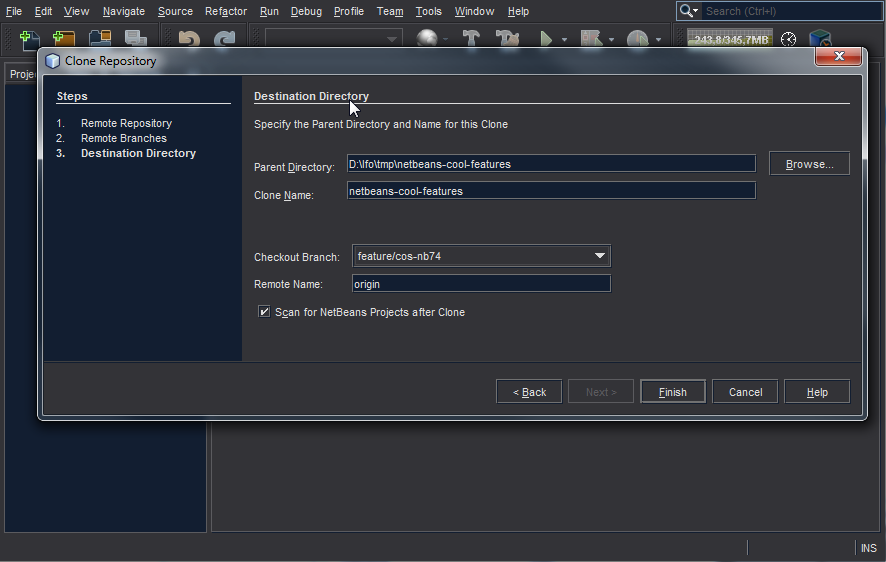 File Edit View Navigate Source Refactor Run Debug Profile Team Tools Window Help
Search (Ctrl+I)
243,8/345,7MB
Clone Repository
Steps
1. Remote Repository
2. Remote Branches
3. Destination Directory
Destination Directory
Specify the Parent Directory and Name for this Clone
Parent Directory: D:\lfo\tmp\netbeans-cool-features Browse...
Clone Name: netbeans-cool-features
Checkout Branch: feature/cos-nb74
Remote Name: origin
Scan for NetBeans Projects after Clone
< Back Next > Finish Cancel Help
INS